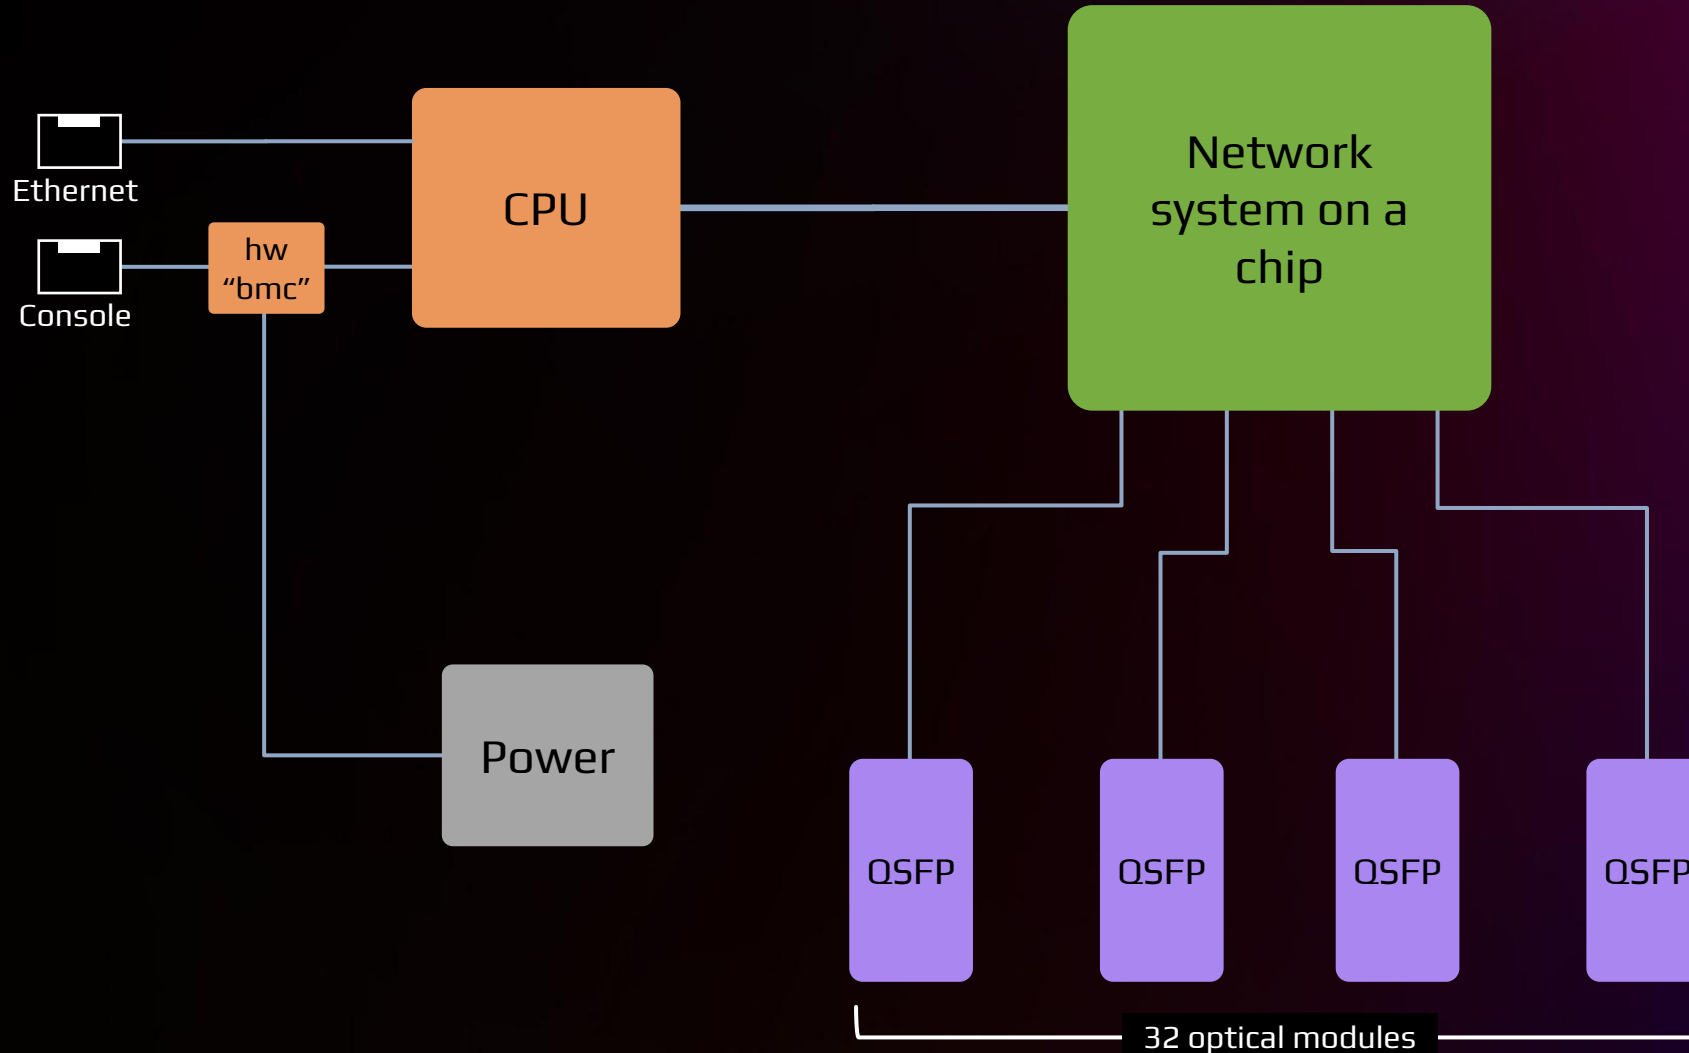 Ethernet
Console
hw
“bmc”
CPU
Network
system on a
chip
Power
QSFP
QSFP
QSFP
QSFP
32 optical modules